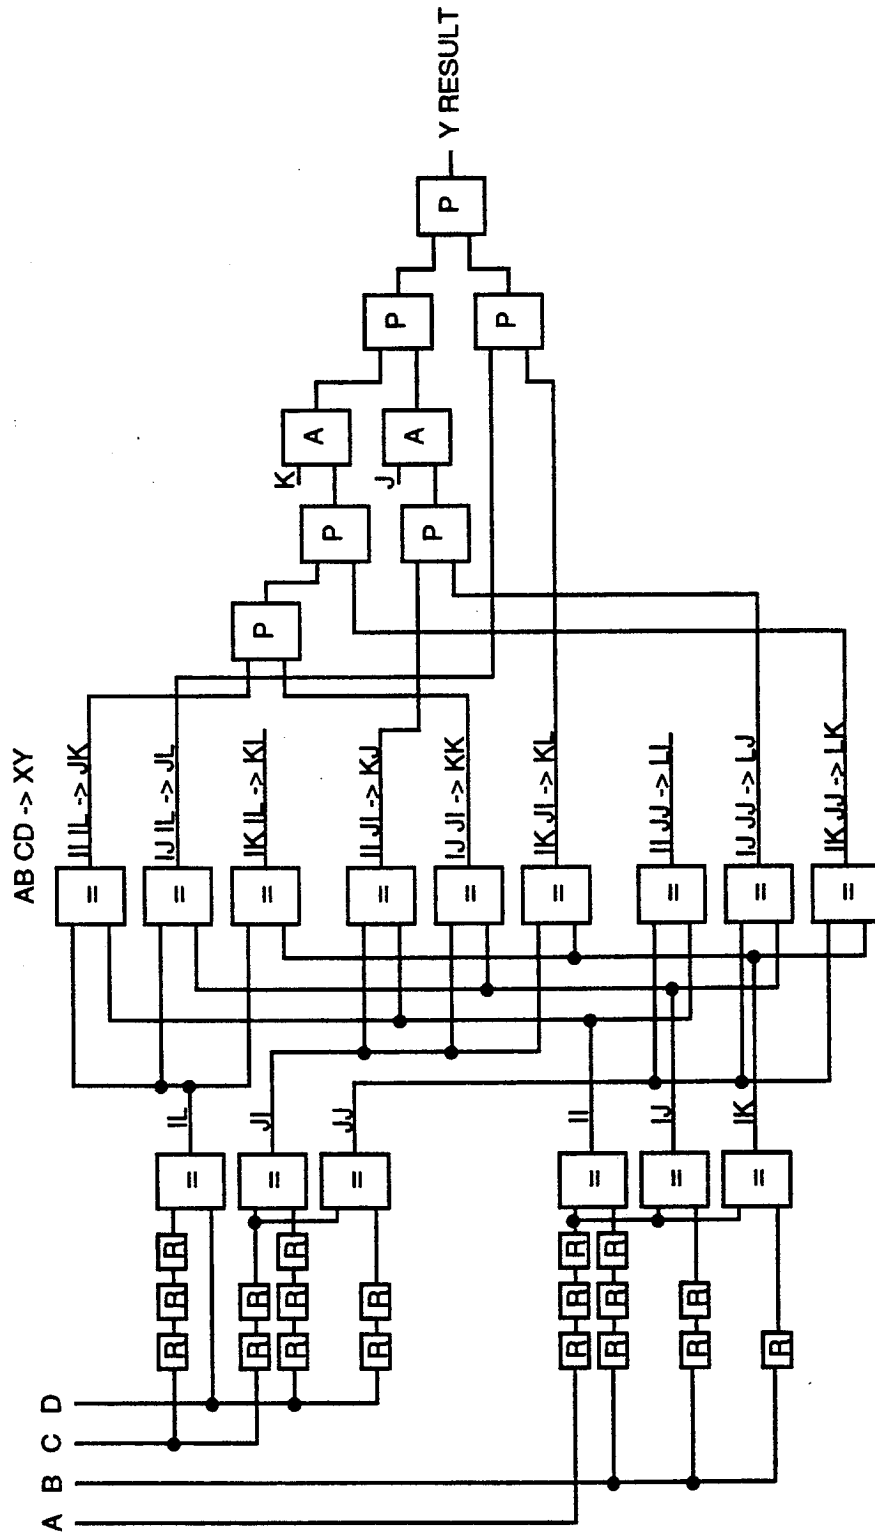 AB CD -> XY
A
B
C
D
R R R
=
IL
R R
R R R
=
JI
R R
=
JJ
R R R
R R R
=
II
R R
=
IJ
R
=
IK
=
II IL -> JK
=
IJ IL -> JL
=
IK IL -> KI
=
II JI -> KJ
=
IJ JI -> KK
=
IK JI -> KL
=
II JJ -> LI
=
IJ JJ -> LJ
=
IK JJ -> LK
P
P
P
K
A
J
A
P
P
P
Y RESULT